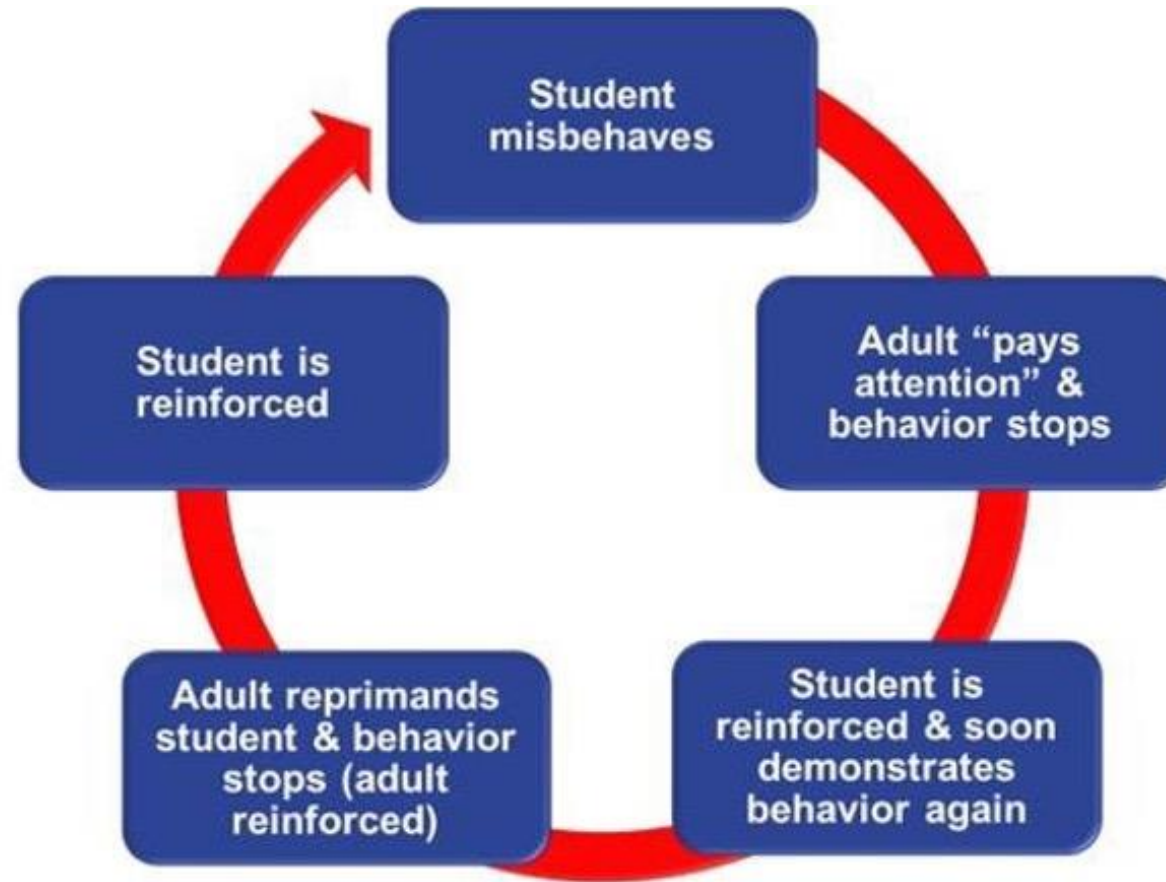 Student
misbehaves
Adult “pays
attention” &
behavior stops
Student is
reinforced & soon
demonstrates
behavior again
Adult reprimands
student & behavior
stops (adult
reinforced)
Student is
reinforced